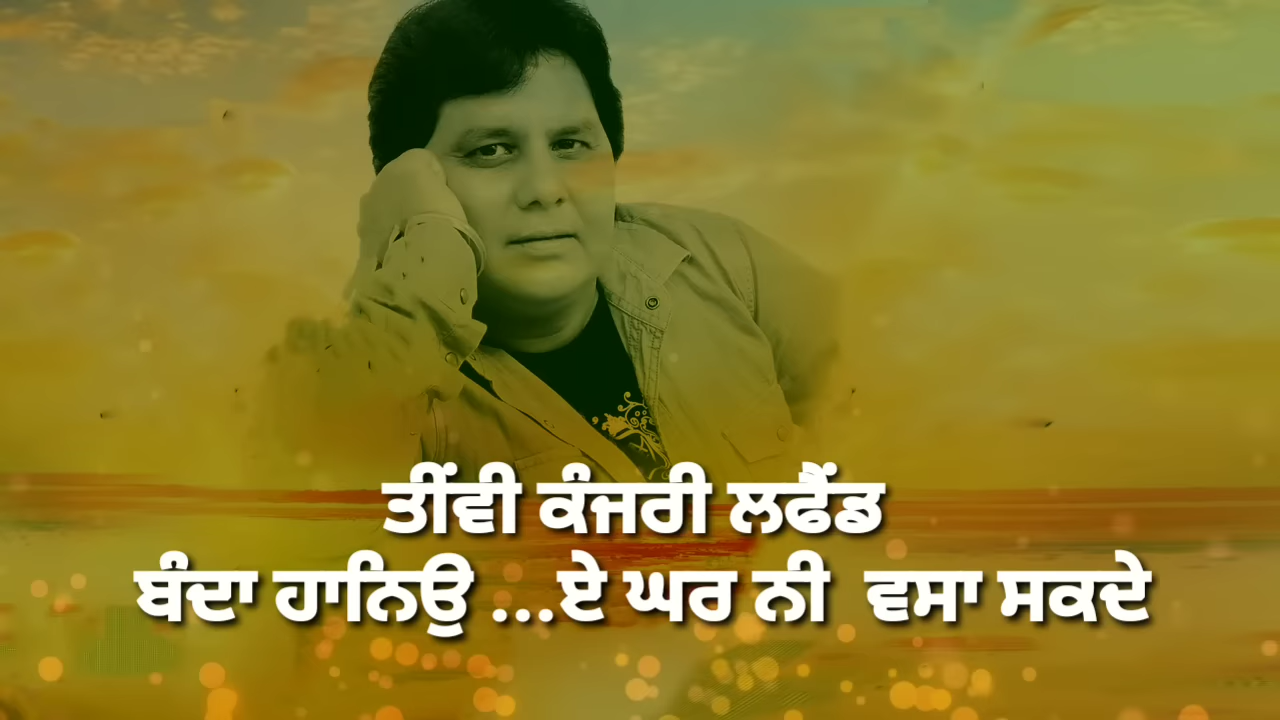 ਤੀਂਵੀ ਕੰਜਰੀ ਲਫੈਂਡ
ਬੰਦਾ ਹਾਨਿਉ ...ਏ ਘਰ ਨੀ ਵਸਾ ਸਕਦੇ